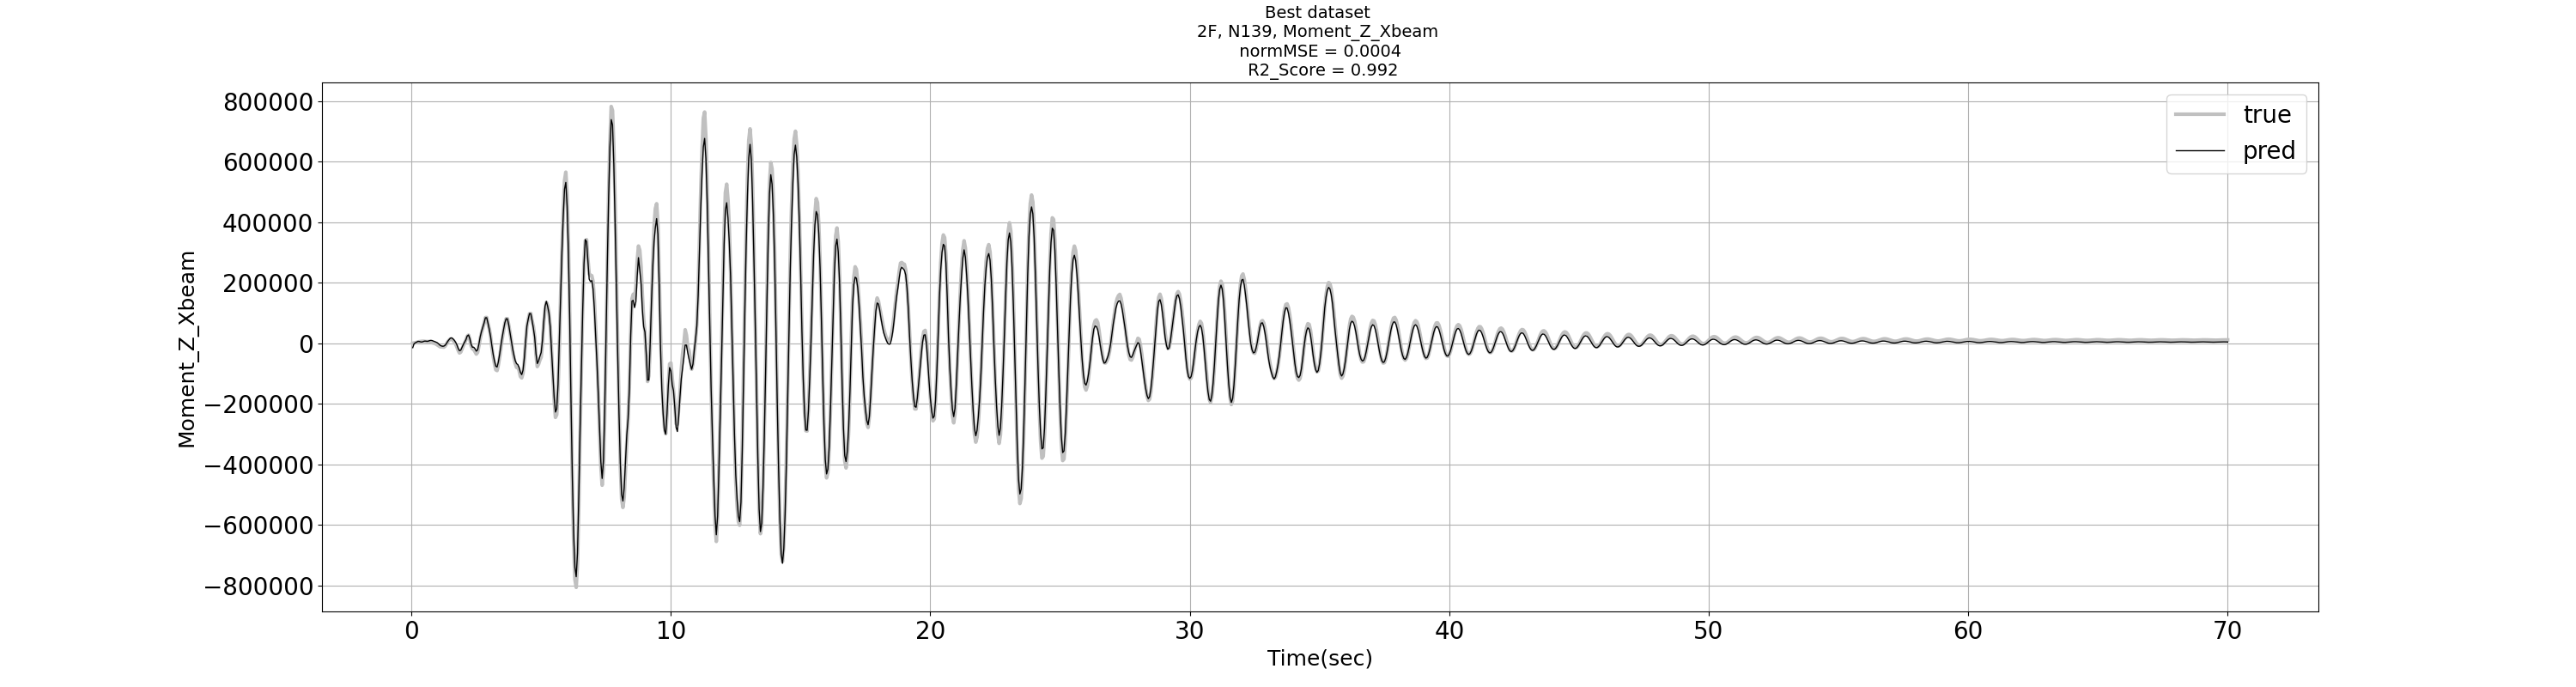 Best dataset
2F, N139, Moment_Z_Xbeam
normMSE = 0.0004
R2_Score = 0.992
true
pred
800000
600000
400000
200000
0
−200000
−400000
−600000
−800000
Moment_Z_Xbeam
0 10 20 30 40 50 60 70
Time(sec)